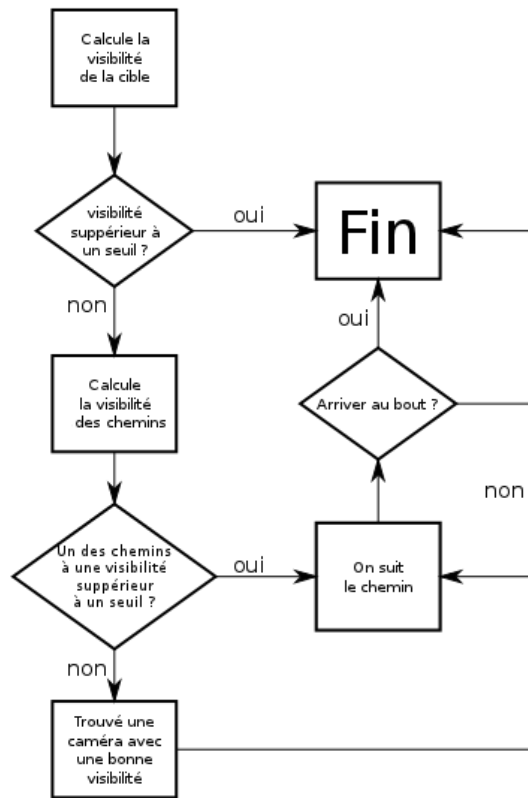 Calcule la
visibilité
de la cible
visibilité
suppérieur à
un seuil ?
oui
Fin
non
oui
Calcule
la visibilité
des chemins
Arriver au bout ?
non
Un des chemins
à une visibilité
suppérieur
à un seuil ?
oui
On suit
le chemin
non
Trouvé une
caméra avec
une bonne
visibilité